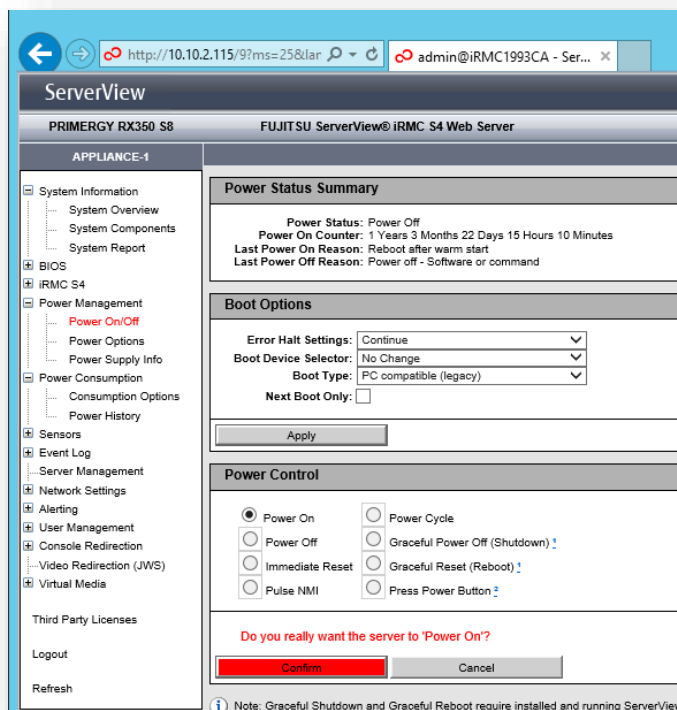 http://10.10.2.115/9?ms=25&lar
admin@iRMC1993CA - Ser...
ServerView
PRIMERGY RX350 S8 FUJITSU ServerView® iRMC S4 Web Server
APPLIANCE-1
System Information
System Overview
System Components
System Report
BIOS
iRMC S4
Power Management
Power On/Off
Power Options
Power Supply Info
Power Consumption
Consumption Options
Power History
Sensors
Event Log
Server Management
Network Settings
Alerting
User Management
Console Redirection
Video Redirection (JWS)
Virtual Media
Third Party Licenses
Logout
Refresh
Power Status Summary
Power Status: Power Off
Power On Counter: 1 Years 3 Months 22 Days 15 Hours 10 Minutes
Last Power On Reason: Reboot after warm start
Last Power Off Reason: Power off - Software or command
Boot Options
Error Halt Settings: Continue
Boot Device Selector: No Change
Boot Type: PC compatible (legacy)
Next Boot Only:
Apply
Power Control
Power On Power Cycle
Power Off Graceful Power Off (Shutdown) 1
Immediate Reset Graceful Reset (Reboot) 1
Pulse NMI Press Power Button 2
Do you really want the server to 'Power On'?
Confirm Cancel
Note: Graceful Shutdown and Graceful Reboot require installed and running ServerView